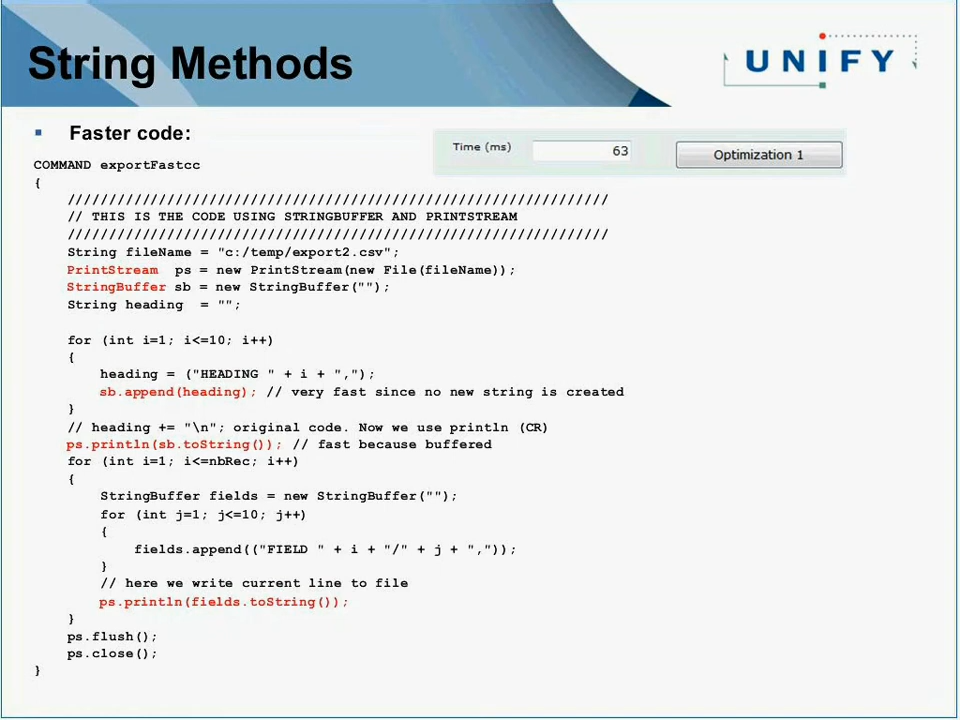 String Methods
UNIFY
▪ Faster code:
Time (ms) 63 Optimization 1
COMMAND exportFastcc
{
/////////////////////////////////////////////////////////////////
// THIS IS THE CODE USING STRINGBUFFER AND PRINTSTREAM
/////////////////////////////////////////////////////////////////
String fileName = "c:/temp/export2.csv";
PrintStream ps = new PrintStream(new File(fileName));
StringBuffer sb = new StringBuffer("");
String heading = "";
for (int i=1; i<=10; i++)
{
heading = ("HEADING " + i + ",");
sb.append(heading); // very fast since no new string is created
}
// heading += "\n"; original code. Now we use println (CR)
ps.println(sb.toString()); // fast because buffered
for (int i=1; i<=nbRec; i++)
{
StringBuffer fields = new StringBuffer("");
for (int j=1; j<=10; j++)
{
fields.append(("FIELD " + i + "/" + j + ","));
}
// here we write current line to file
ps.println(fields.toString());
}
ps.flush();
ps.close();
}